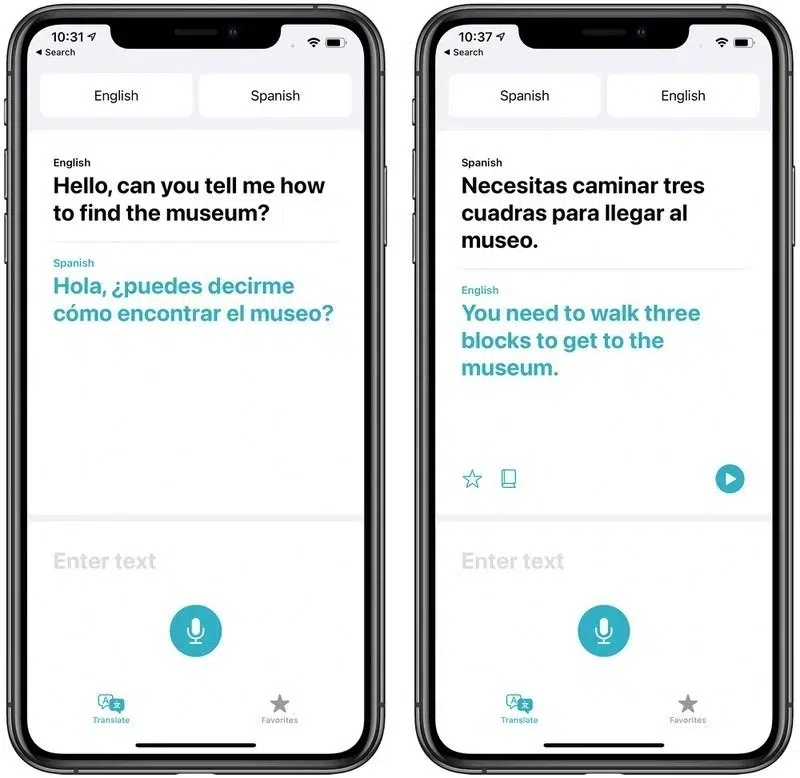 10:31
Search
English
Spanish
English
Hello, can you tell me how
to find the museum?
Spanish
Hola, ¿puedes decirme
cómo encontrar el museo?
Enter text
Translate
Favorites
10:37
Search
Spanish
English
Spanish
Necesitas caminar tres
cuadras para llegar al
museo.
English
You need to walk three
blocks to get to the
museum.
Enter text
Translate
Favorites